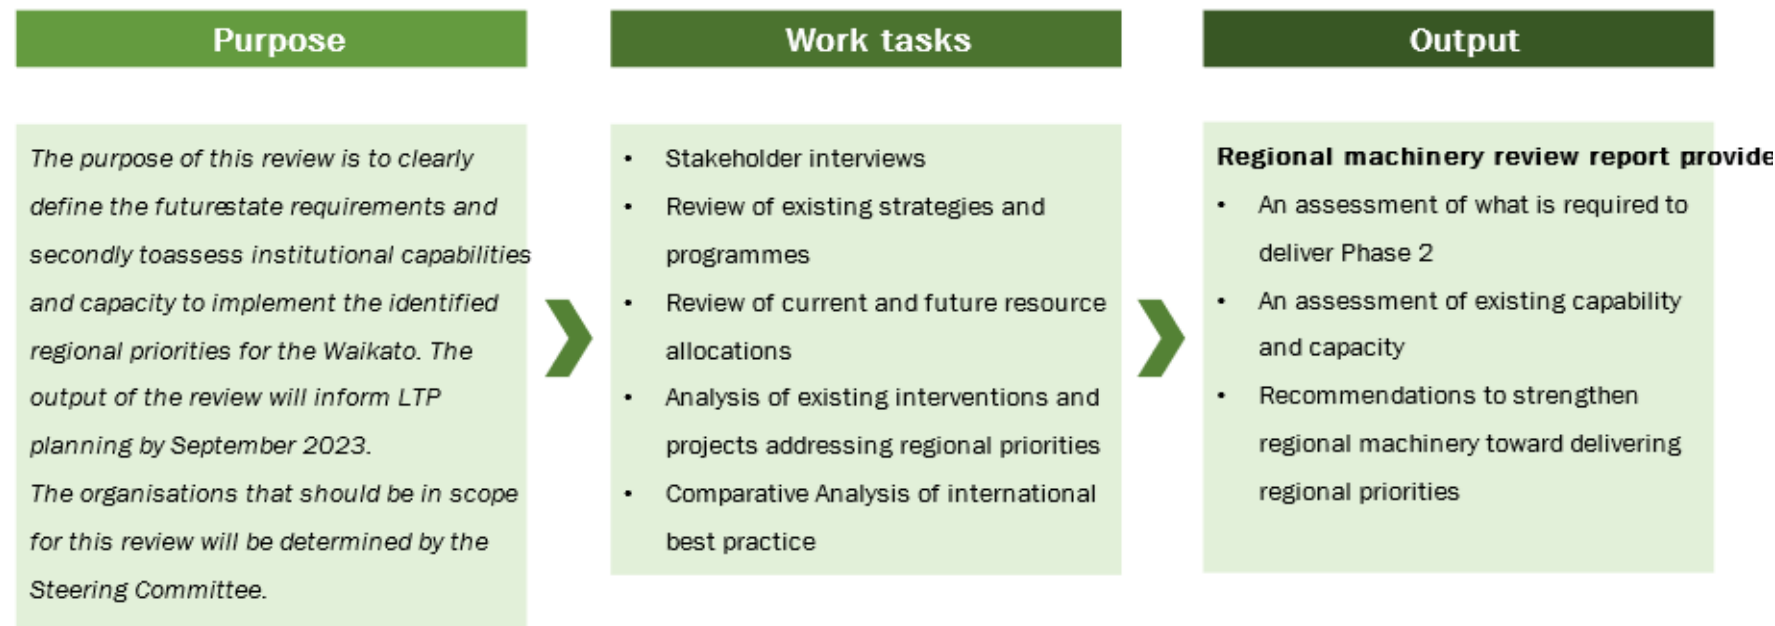 Purpose
The purpose of this review is to clearly
define the futurestate requirements and
secondly toassess institutional capabilities
and capacity to implement the identified
regional priorities for the Waikato. The
output of the review will inform LTP
planning by September 2023.
The organisations that should be in scope
for this review will be determined by the
Steering Committee.
Work tasks
• Stakeholder interviews
• Review of existing strategies and
programmes
• Review of current and future resource
allocations
• Analysis of existing interventions and
projects addressing regional priorities
• Comparative Analysis of international
best practice
Output
Regional machinery review report provide
• An assessment of what is required to
deliver Phase 2
• An assessment of existing capability
and capacity
• Recommendations to strengthen
regional machinery toward delivering
regional priorities